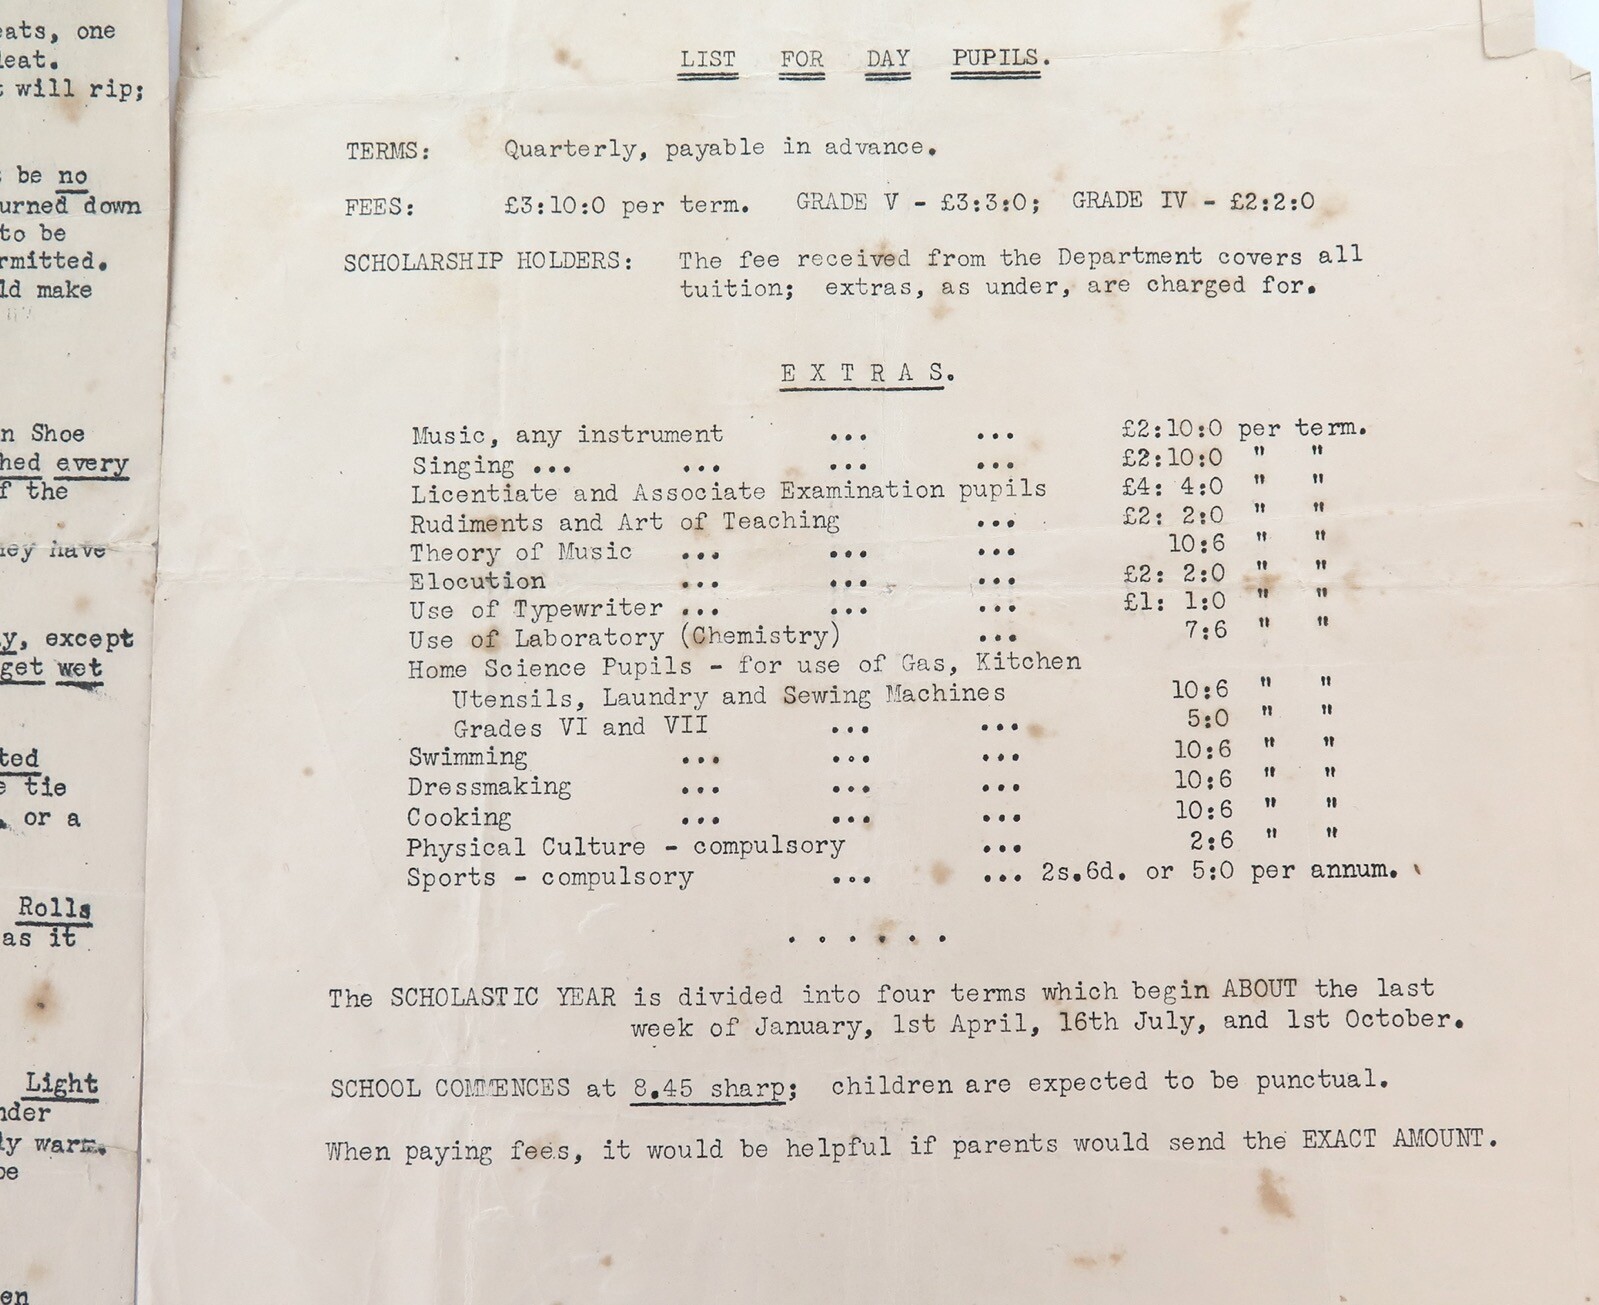 eats, one
leat.
will rip;
be no
urned down
to be
rmitted.
ld make
n Shoe
hed every
f the
hey have
y, except
get wet
ted
e tie
or a
Rolls
as it
Light
nder
ly warm.
be
en
LIST FOR DAY PUPILS.
TERMS: Quarterly, payable in advance.
FEES: £3:10:0 per term. GRADE V - £3:3:0; GRADE IV - £2:2:0
SCHOLARSHIP HOLDERS: The fee received from the Department covers all
tuition; extras, as under, are charged for.
E X T R A S.
Music, any instrument ... ... £2:10:0 per term.
Singing ... ... ... ... £2:10:0 " "
Licentiate and Associate Examination pupils £4: 4:0 " "
Rudiments and Art of Teaching ... £2: 2:0 " "
Theory of Music ... ... ... 10:6 " "
Elocution ... ... ... £2: 2:0 " "
Use of Typewriter ... ... ... £1: 1:0 " "
Use of Laboratory (Chemistry) ... 7:6 " "
Home Science Pupils - for use of Gas, Kitchen
Utensils, Laundry and Sewing Machines 10:6 " "
Grades VI and VII ... ... 5:0 " "
Swimming ... ... ... 10:6 " "
Dressmaking ... ... ... 10:6 " "
Cooking ... ... ... 10:6 " "
Physical Culture - compulsory ... 2:6 " "
Sports - compulsory ... ... 2s.6d. or 5:0 per annum.
. . . . . .
The SCHOLASTIC YEAR is divided into four terms which begin ABOUT the last
week of January, 1st April, 16th July, and 1st October.
SCHOOL COMMENCES at 8.45 sharp; children are expected to be punctual.
When paying fees, it would be helpful if parents would send the EXACT AMOUNT.